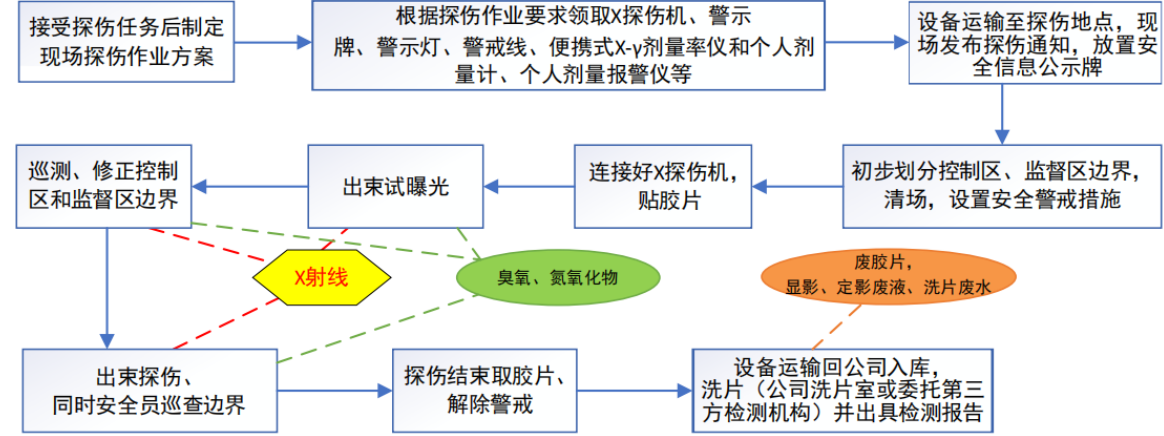 接受探伤任务后制定
现场探伤作业方案
根据探伤作业要求领取X探伤机、警示
牌、警示灯、警戒线、便携式X-γ剂量率仪和个人剂
量计、个人剂量报警仪等
设备运输至探伤地点，现
场发布探伤通知，放置安
全信息公示牌
初步划分控制区、监督区边界，
清场，设置安全警戒措施
连接好X探伤机，
贴胶片
出束试曝光
巡测、修正控制
区和监督区边界
X射线
臭氧、氮氧化物
废胶片，
显影、定影废液、洗片废水
出束探伤、
同时安全员巡查边界
探伤结束取胶片、
解除警戒
设备运输回公司入库，
洗片（公司洗片室或委托第三
方检测机构）并出具检测报告